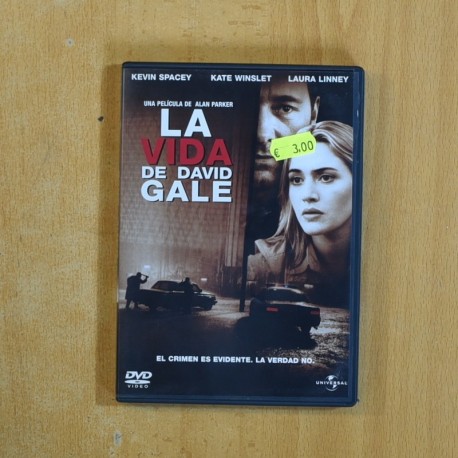 KEVIN SPACEY KATE WINSLET LAURA LINNEY
UNA PELÍCULA DE ALAN PARKER
LA
VIDA
DE DAVID
GALE
€ 3.00
EL CRIMEN ES EVIDENTE. LA VERDAD NO.
DVD
VIDEO
UNIVERSAL